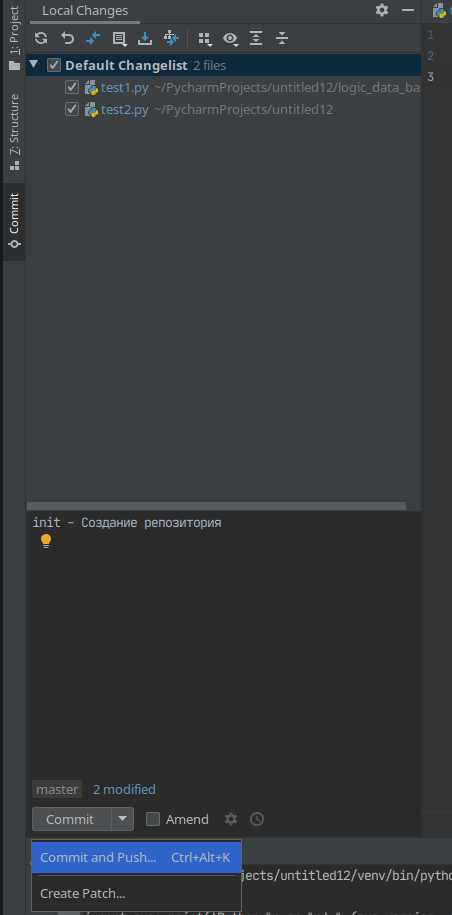 Local Changes
1: Project
1
2
3
Default Changelist 2 files
test1.py ~/PycharmProjects/untitled12/logic_data_ba
test2.py ~/PycharmProjects/untitled12
7: Structure
Commit
init - Создание репозитория
master 2 modified
Commit Amend
Commit and Push... Ctrl+Alt+K
jects/untitled12/venv/bin/pytho
Create Patch...